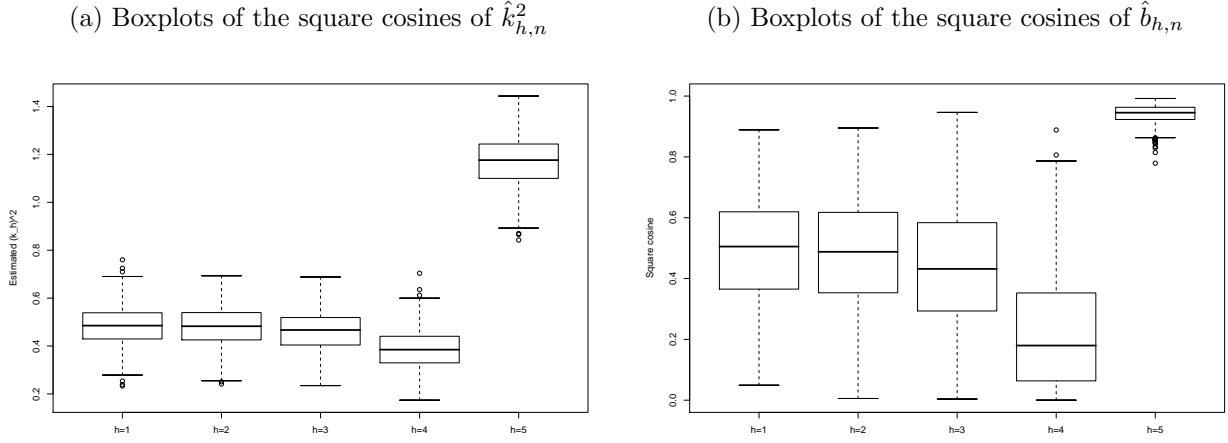 (a) Boxplots of the square cosines of $\hat{k}^2_{h,n}$
(b) Boxplots of the square cosines of $\hat{b}_{h,n}$
Estimated (k_h)^2
1.4
1.2
1.0
0.8
0.6
0.4
0.2
h=1 h=2 h=3 h=4 h=5
Square cosine
1.0
0.8
0.6
0.4
0.2
0.0
h=1 h=2 h=3 h=4 h=5